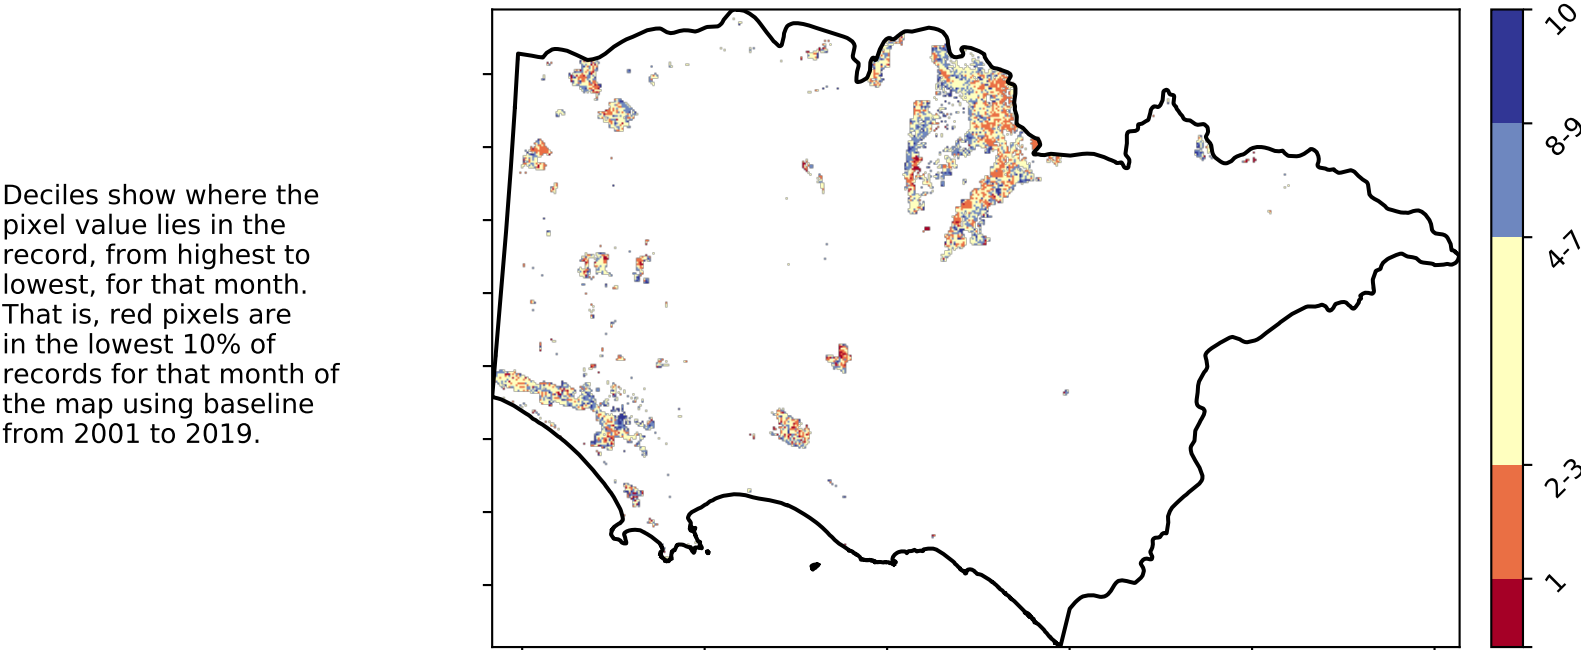 Deciles show where the
pixel value lies in the
record, from highest to
lowest, for that month.
That is, red pixels are
in the lowest 10% of
records for that month of
the map using baseline
from 2001 to 2019.
10
8-9
4-7
2-3
1